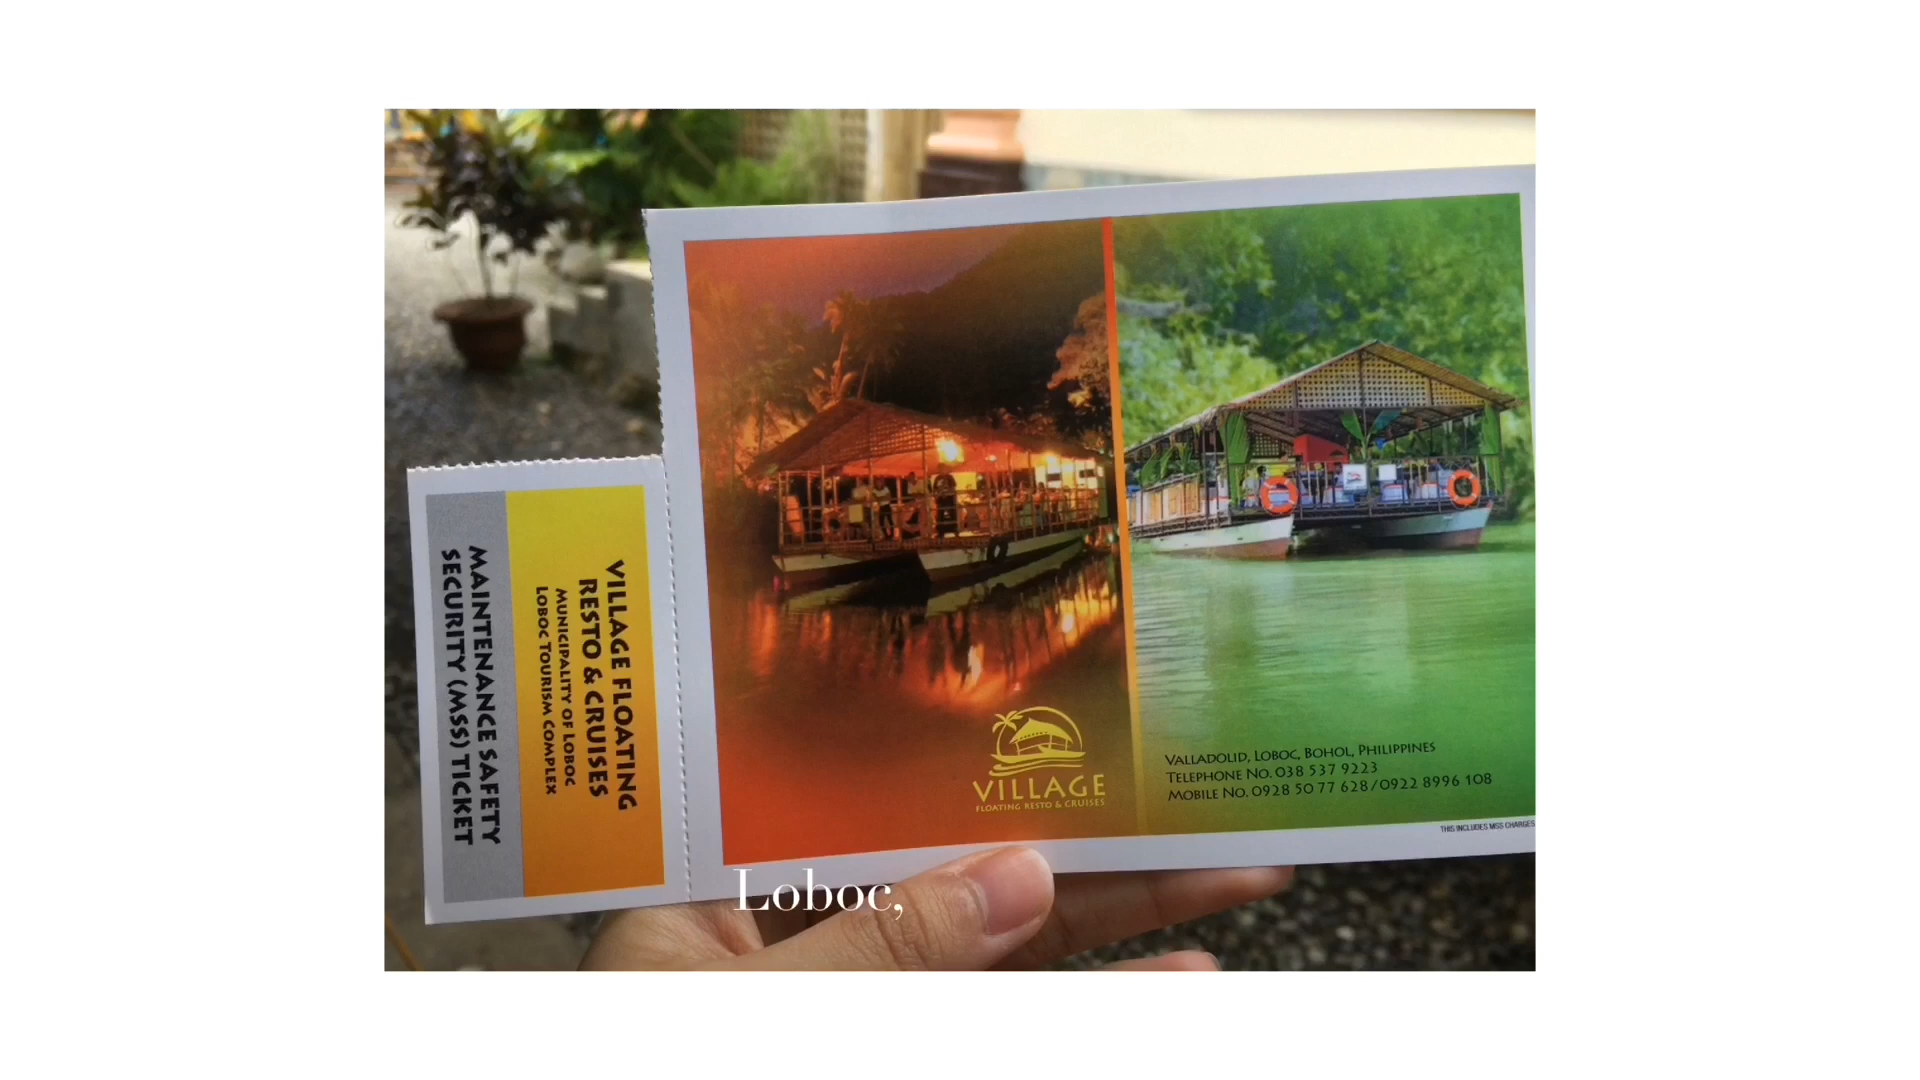 MAINTENANCE SAFETY
SECURITY (MSS) TICKET
VILLAGE FLOATING
RESTO & CRUISES
MUNICIPALITY OF LOBOC
LOBOC TOURISM COMPLEX
VILLAGE
FLOATING RESTO & CRUISES
VALLADOLID, LOBOC, BOHOL, PHILIPPINES
TELEPHONE NO. 038 537 9223
MOBILE NO. 0928 50 77 628/0922 8996 108
THIS INCLUDES MSS CHARGES
Loboc,